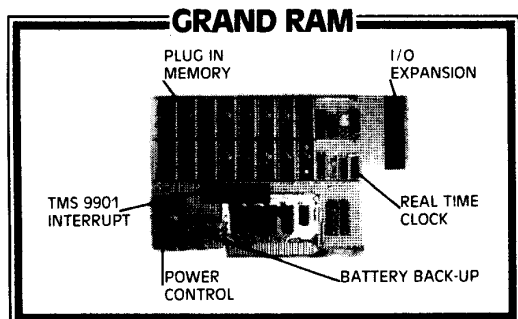 GRAND RAM
PLUG IN
MEMORY
I/O
EXPANSION
TMS 9901
INTERRUPT
REAL TIME
CLOCK
POWER
CONTROL
BATTERY BACK-UP